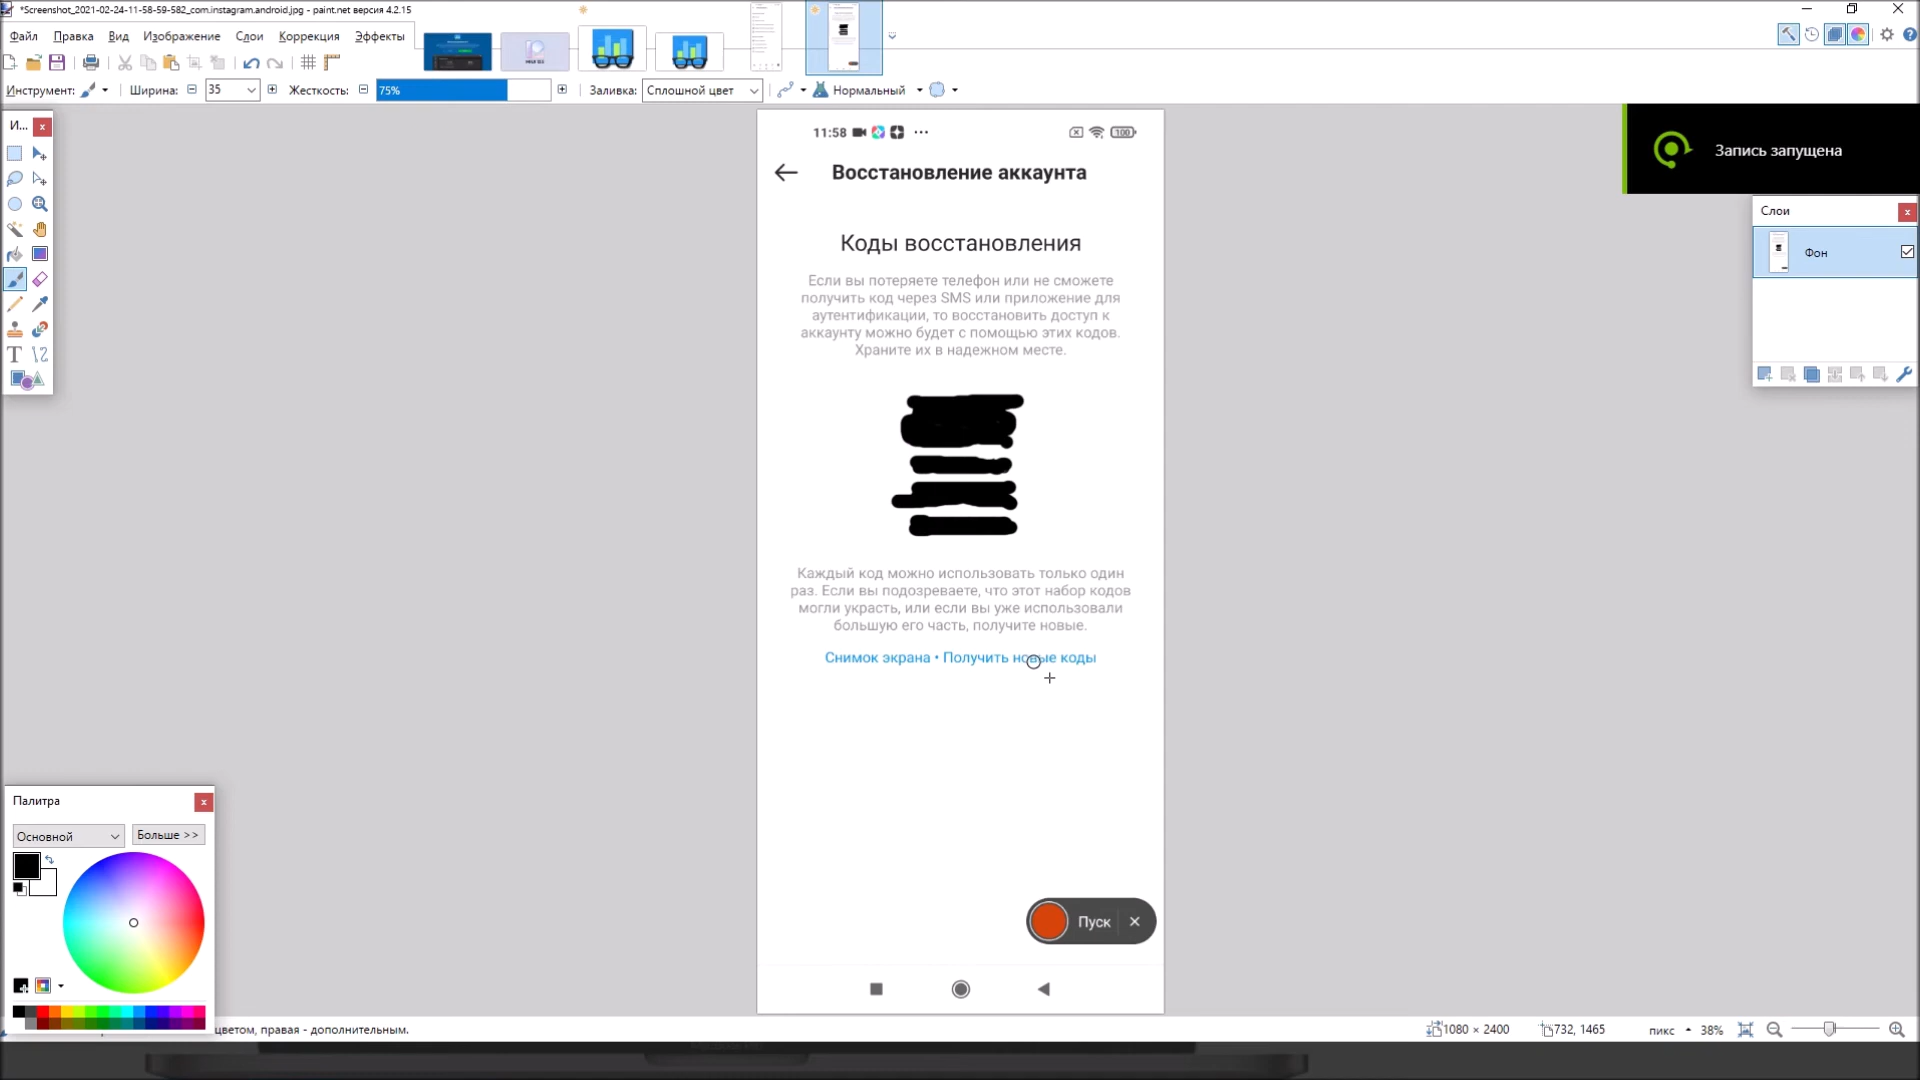 *Screenshot_2021-02-24-11-58-59-582_com.instagram.android.jpg - paint.net версия 4.2.15
Файл Правка Вид Изображение Слои Коррекция Эффекты
Инструмент: Ширина: 35 Жесткость: 75% Заливка: Сплошной цвет Нормальный
И...
11:58 100
Восстановление аккаунта
Запись запущена
Коды восстановления
Если вы потеряете телефон или не сможете
получить код через SMS или приложение для
аутентификации, то восстановить доступ к
аккаунту можно будет с помощью этих кодов.
Храните их в надежном месте.
Каждый код можно использовать только один
раз. Если вы подозреваете, что этот набор кодов
могли украсть, или если вы уже использовали
большую его часть, получите новые.
Снимок экрана • Получить новые коды
Пуск
Слои
Фон
Палитра
Основной Больше >>
цветом, правая - дополнительным.
1080 × 2400 732, 1465 пикс 38%